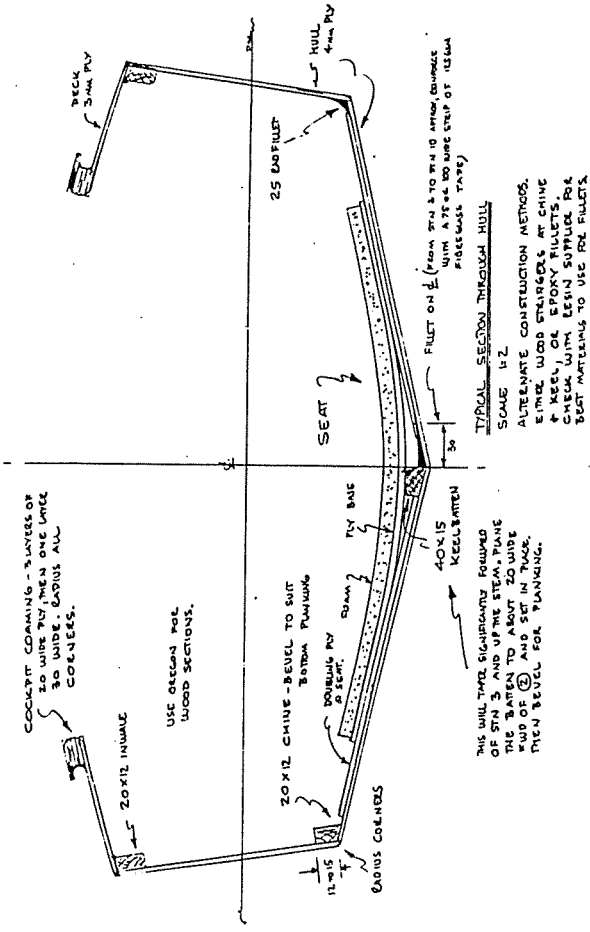 COCKPIT COAMING - 3 LAYERS OF
20 WIDE PLY, THEN ONE LAYER
30 WIDE. RADIUS ALL
CORNERS.
DECK
3MM PLY
20X12 INWALE
USE OREGON FOR
WOOD SECTIONS.
HULL
4MM PLY
25 RAD FILLET
20X12 CHINE - BEVEL TO SUIT
BOTTOM PLANKING
SEAT
DOUBLING PLY
@ SEAT.
FOAM
PLY BASE
12 TO 15
RADIUS CORNERS
40X15
KEEL BATTEN
30
FILLET ON ℄ (FROM STN 3 TO STN 10 APPROX,
WITH A 75 OR 100 WIDE STRIP OF
FIBREGLASS TAPE)
THIS WILL TAPER SIGNIFICANTLY FORWARD
OF STN 3 AND UP THE STEM. PLANE
THE BATTEN TO ABOUT 20 WIDE
FWD OF ② AND SET IN PLACE.
THEN BEVEL FOR PLANKING.
TYPICAL SECTION THROUGH HULL
SCALE 1:2
ALTERNATE CONSTRUCTION METHODS.
EITHER WOOD STRINGERS AT CHINE
+ KEEL, OR EPOXY FILLETS.
CHECK WITH RESIN SUPPLIER FOR
BEST MATERIALS TO USE FOR FILLETS.